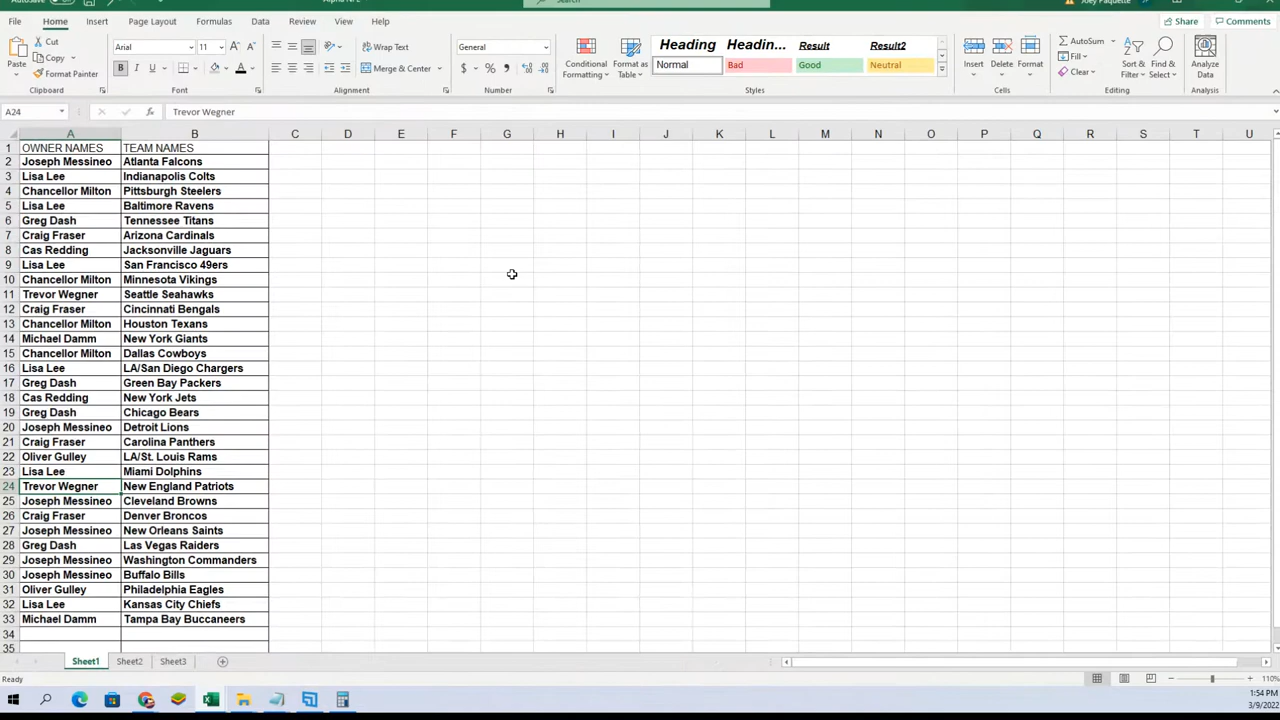 Search
File Home Insert Page Layout Formulas Data Review View Help Share Comments
Cut
Copy
Format Painter
Paste
Arial 11
B I U
Wrap Text
Merge & Center
General
$ % ,
Conditional Formatting
Format as Table
Heading Headin... Result Result2
Normal Bad Good Neutral
Insert Delete Format
AutoSum
Fill
Clear
Sort & Filter
Find & Select
Analyze Data
Clipboard Font Alignment Number Styles Cells Editing Analysis
A24 fx Trevor Wegner
A B C D E F G H I J K L M N O P Q R S T U
1 OWNER NAMES TEAM NAMES
2 Joseph Messineo Atlanta Falcons
3 Lisa Lee Indianapolis Colts
4 Chancellor Milton Pittsburgh Steelers
5 Lisa Lee Baltimore Ravens
6 Greg Dash Tennessee Titans
7 Craig Fraser Arizona Cardinals
8 Cas Redding Jacksonville Jaguars
9 Lisa Lee San Francisco 49ers
10 Chancellor Milton Minnesota Vikings
11 Trevor Wegner Seattle Seahawks
12 Craig Fraser Cincinnati Bengals
13 Chancellor Milton Houston Texans
14 Michael Damm New York Giants
15 Chancellor Milton Dallas Cowboys
16 Lisa Lee LA/San Diego Chargers
17 Greg Dash Green Bay Packers
18 Cas Redding New York Jets
19 Greg Dash Chicago Bears
20 Joseph Messineo Detroit Lions
21 Craig Fraser Carolina Panthers
22 Oliver Gulley LA/St. Louis Rams
23 Lisa Lee Miami Dolphins
24 Trevor Wegner New England Patriots
25 Joseph Messineo Cleveland Browns
26 Craig Fraser Denver Broncos
27 Joseph Messineo New Orleans Saints
28 Greg Dash Las Vegas Raiders
29 Joseph Messineo Washington Commanders
30 Joseph Messineo Buffalo Bills
31 Oliver Gulley Philadelphia Eagles
32 Lisa Lee Kansas City Chiefs
33 Michael Damm Tampa Bay Buccaneers
34
35
Sheet1 Sheet2 Sheet3
Ready 110%
1:54 PM
3/9/2022